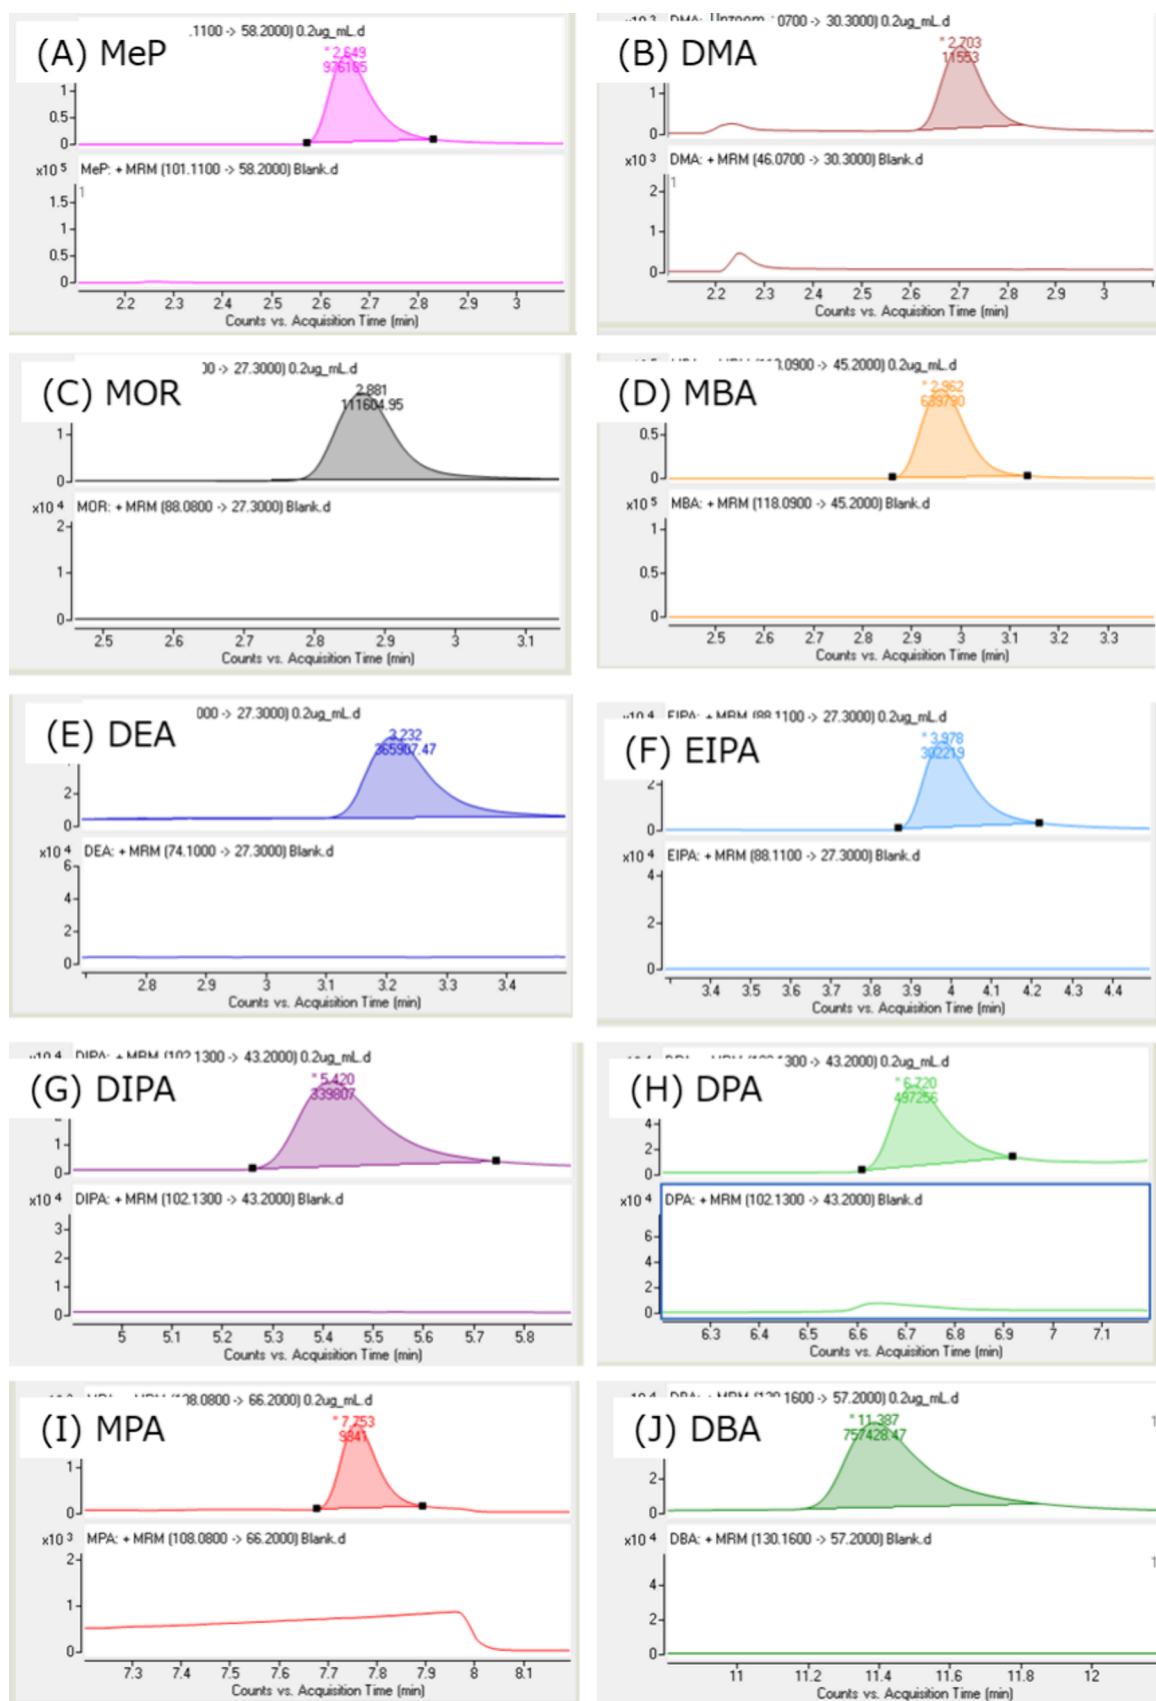 .1100 -> 58.2000) 0.2ug_mL.d
(A) MeP
* 2.649
976185
1
0.5
0
x10 5
MeP: + MRM (101.1100 -> 58.2000) Blank.d
1
1.5
1
0.5
0
2.2 2.3 2.4 2.5 2.6 2.7 2.8 2.9 3
Counts vs. Acquisition Time (min)
0700 -> 30.3000) 0.2ug_mL.d
(B) DMA
* 2.703
11553
1
0
x10 3
DMA: + MRM (46.0700 -> 30.3000) Blank.d
1
2
1
0
2.2 2.3 2.4 2.5 2.6 2.7 2.8 2.9 3
Counts vs. Acquisition Time (min)
00 -> 27.3000) 0.2ug_mL.d
(C) MOR
2.881
111604.95
1
0
x10 4
MOR: + MRM (88.0800 -> 27.3000) Blank.d
2
1
0
2.5 2.6 2.7 2.8 2.9 3 3.1
Counts vs. Acquisition Time (min)
.0900 -> 45.2000) 0.2ug_mL.d
(D) MBA
* 2.962
639790
0.5
0
x10 5
MBA: + MRM (118.0900 -> 45.2000) Blank.d
1
0.5
0
2.5 2.6 2.7 2.8 2.9 3 3.1 3.2 3.3
Counts vs. Acquisition Time (min)
000 -> 27.3000) 0.2ug_mL.d
(E) DEA
3.232
365907.47
2
0
x10 4
DEA: + MRM (74.1000 -> 27.3000) Blank.d
6
4
2
0
2.8 2.9 3 3.1 3.2 3.3 3.4
Counts vs. Acquisition Time (min)
x10 4
EIPA: + MRM (88.1100 -> 27.3000) 0.2ug_mL.d
(F) EIPA
* 3.978
302219
2
0
x10 4
EIPA: + MRM (88.1100 -> 27.3000) Blank.d
4
2
0
3.4 3.5 3.6 3.7 3.8 3.9 4 4.1 4.2 4.3 4.4
Counts vs. Acquisition Time (min)
x10 4
DIPA: + MRM (102.1300 -> 43.2000) 0.2ug_mL.d
(G) DIPA
* 5.420
339807
1
0
x10 4
DIPA: + MRM (102.1300 -> 43.2000) Blank.d
3
2
1
0
5 5.1 5.2 5.3 5.4 5.5 5.6 5.7 5.8
Counts vs. Acquisition Time (min)
300 -> 43.2000) 0.2ug_mL.d
(H) DPA
* 6.720
497256
4
2
0
x10 4
DPA: + MRM (102.1300 -> 43.2000) Blank.d
6
4
2
0
6.3 6.4 6.5 6.6 6.7 6.8 6.9 7 7.1
Counts vs. Acquisition Time (min)
08.0800 -> 66.2000) 0.2ug_mL.d
(I) MPA
* 7.753
9341
1
0
x10 3
MPA: + MRM (108.0800 -> 66.2000) Blank.d
2
1
0
7.3 7.4 7.5 7.6 7.7 7.8 7.9 8 8.1
Counts vs. Acquisition Time (min)
DBA: + MRM (130.1600 -> 57.2000) 0.2ug_mL.d
(J) DBA
* 11.387
757428.47
1
2
0
x10 4
DBA: + MRM (130.1600 -> 57.2000) Blank.d
1
4
2
0
11 11.2 11.4 11.6 11.8 12
Counts vs. Acquisition Time (min)